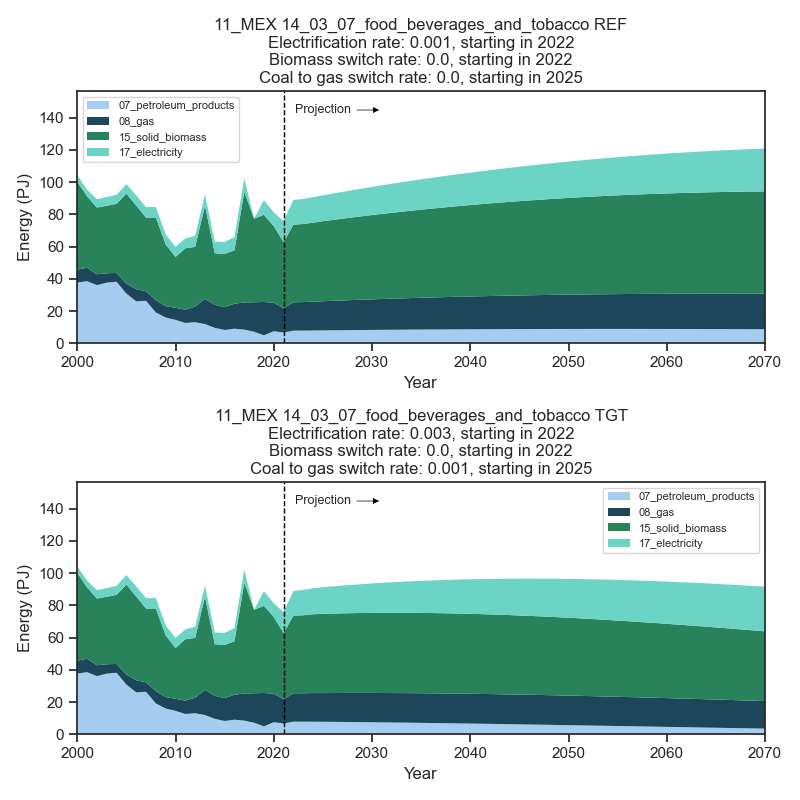 11_MEX 14_03_07_food_beverages_and_tobacco REF
Electrification rate: 0.001, starting in 2022
Biomass switch rate: 0.0, starting in 2022
Coal to gas switch rate: 0.0, starting in 2025
07_petroleum_products
08_gas
15_solid_biomass
17_electricity
Projection
Energy (PJ)
140
120
100
80
60
40
20
0
2000 2010 2020 2030 2040 2050 2060 2070
Year
11_MEX 14_03_07_food_beverages_and_tobacco TGT
Electrification rate: 0.003, starting in 2022
Biomass switch rate: 0.0, starting in 2022
Coal to gas switch rate: 0.001, starting in 2025
Projection
07_petroleum_products
08_gas
15_solid_biomass
17_electricity
Energy (PJ)
140
120
100
80
60
40
20
0
2000 2010 2020 2030 2040 2050 2060 2070
Year